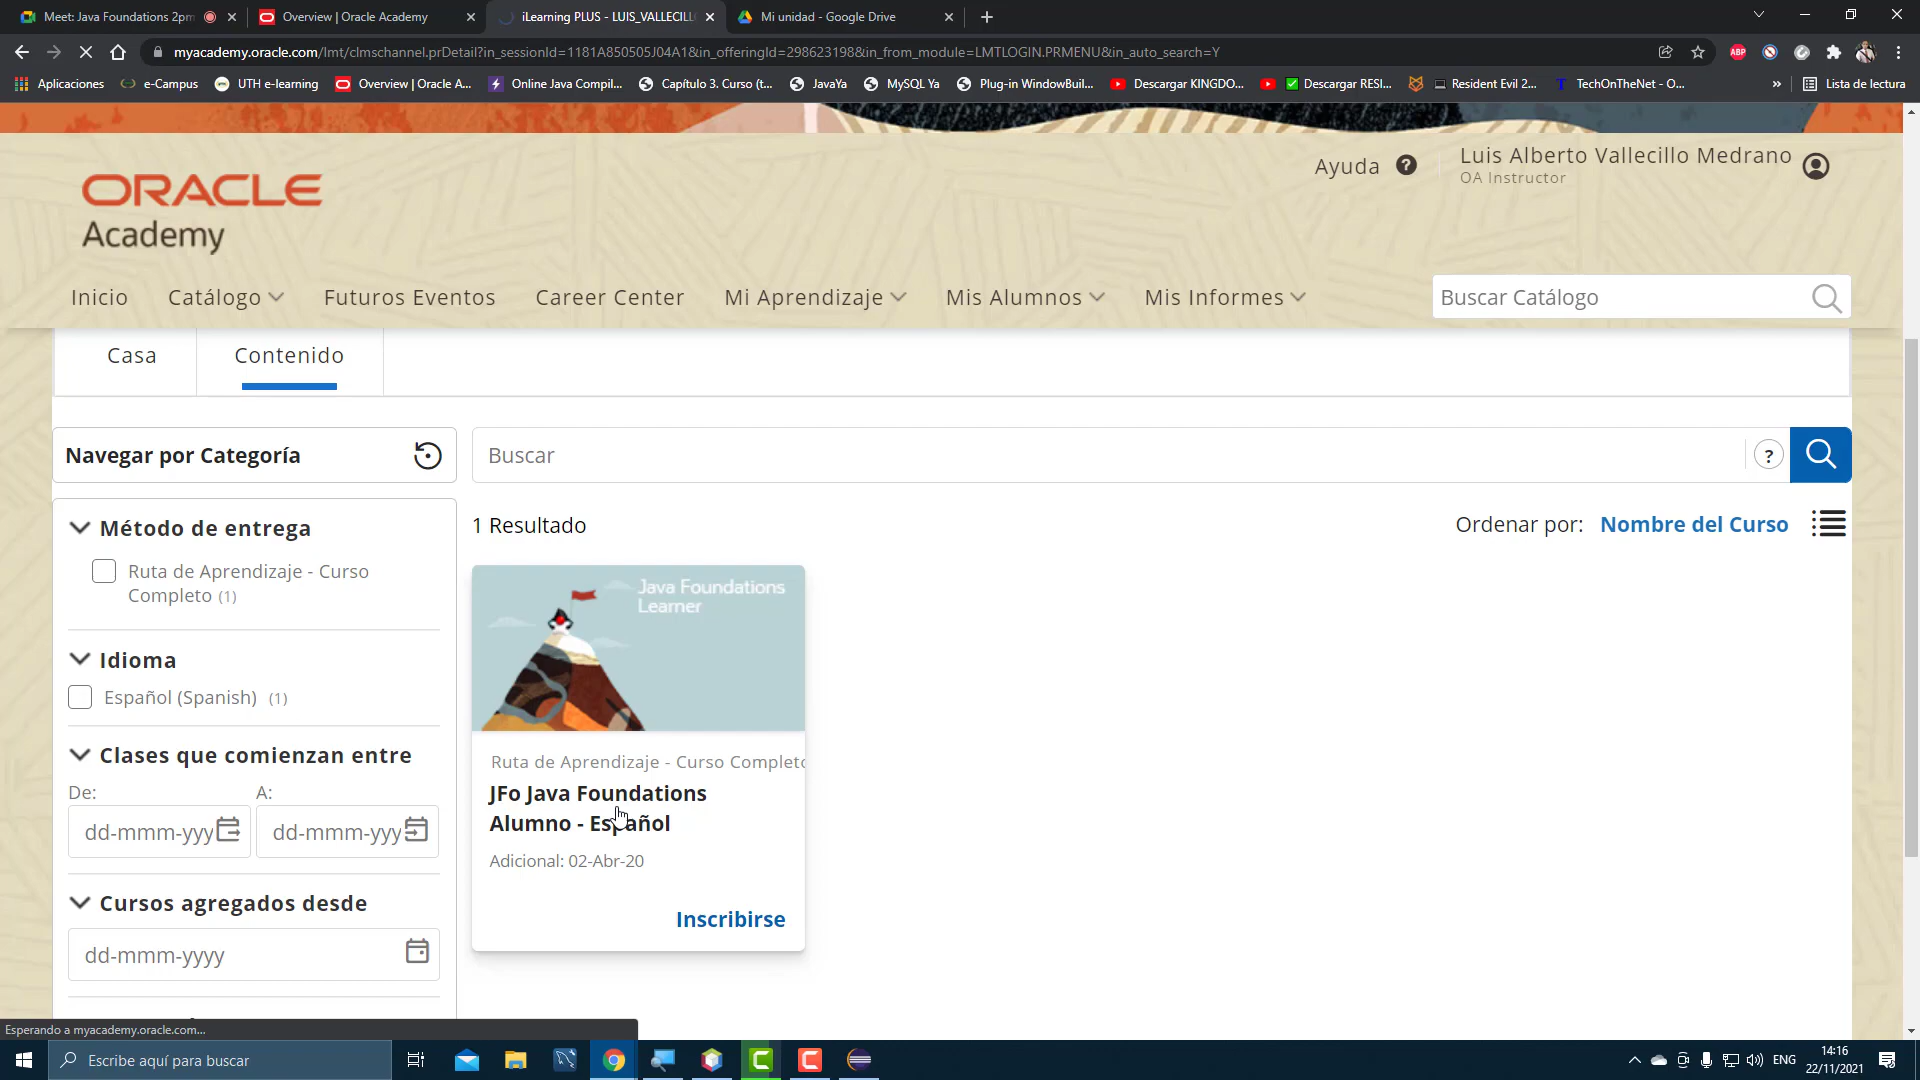 Meet: Java Foundations 2pm
Overview | Oracle Academy
iLearning PLUS - LUIS_VALLECILL
Mi unidad - Google Drive
myacademy.oracle.com/lmt/clmschannel.prDetail?in_sessionId=1181A850505J04A1&in_offeringId=298623198&in_from_module=LMTLOGIN.PRMENU&in_auto_search=Y
Aplicaciones
e-Campus
UTH e-learning
Overview | Oracle A...
Online Java Compil...
Capítulo 3. Curso (t...
JavaYa
MySQL Ya
Plug-in WindowBuil...
Descargar KINGDO...
Descargar RESI...
Resident Evil 2...
TechOnTheNet - O...
»
Lista de lectura
ORACLE
Academy
Ayuda ?
Luis Alberto Vallecillo Medrano
OA Instructor
Inicio
Catálogo
Futuros Eventos
Career Center
Mi Aprendizaje
Mis Alumnos
Mis Informes
Buscar Catálogo
Casa
Contenido
Navegar por Categoría
Buscar
?
Método de entrega
Ruta de Aprendizaje - Curso
Completo (1)
Idioma
Español (Spanish) (1)
Clases que comienzan entre
De:
A:
dd-mmm-yyy
dd-mmm-yyy
Cursos agregados desde
dd-mmm-yyyy
1 Resultado
Ordenar por: Nombre del Curso
Java Foundations
Learner
Ruta de Aprendizaje - Curso Completo
JFo Java Foundations
Alumno - Español
Adicional: 02-Abr-20
Inscribirse
Esperando a myacademy.oracle.com...
Escribe aquí para buscar
ENG
14:16
22/11/2021